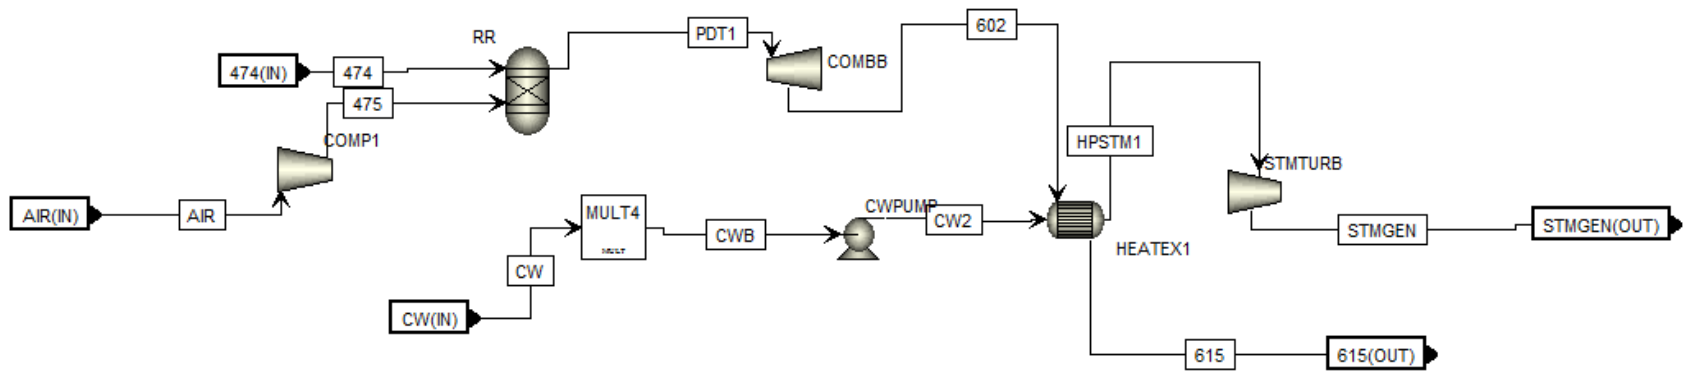 602
RR
PDT1
COMBB
474(IN)
474
475
COMP1
HPSTM1
STMTURB
AIR(IN)
AIR
MULT4
MULT
CWPUMP
CW2
CWB
HEATEX1
STMGEN
STMGEN(OUT)
CW
CW(IN)
615
615(OUT)